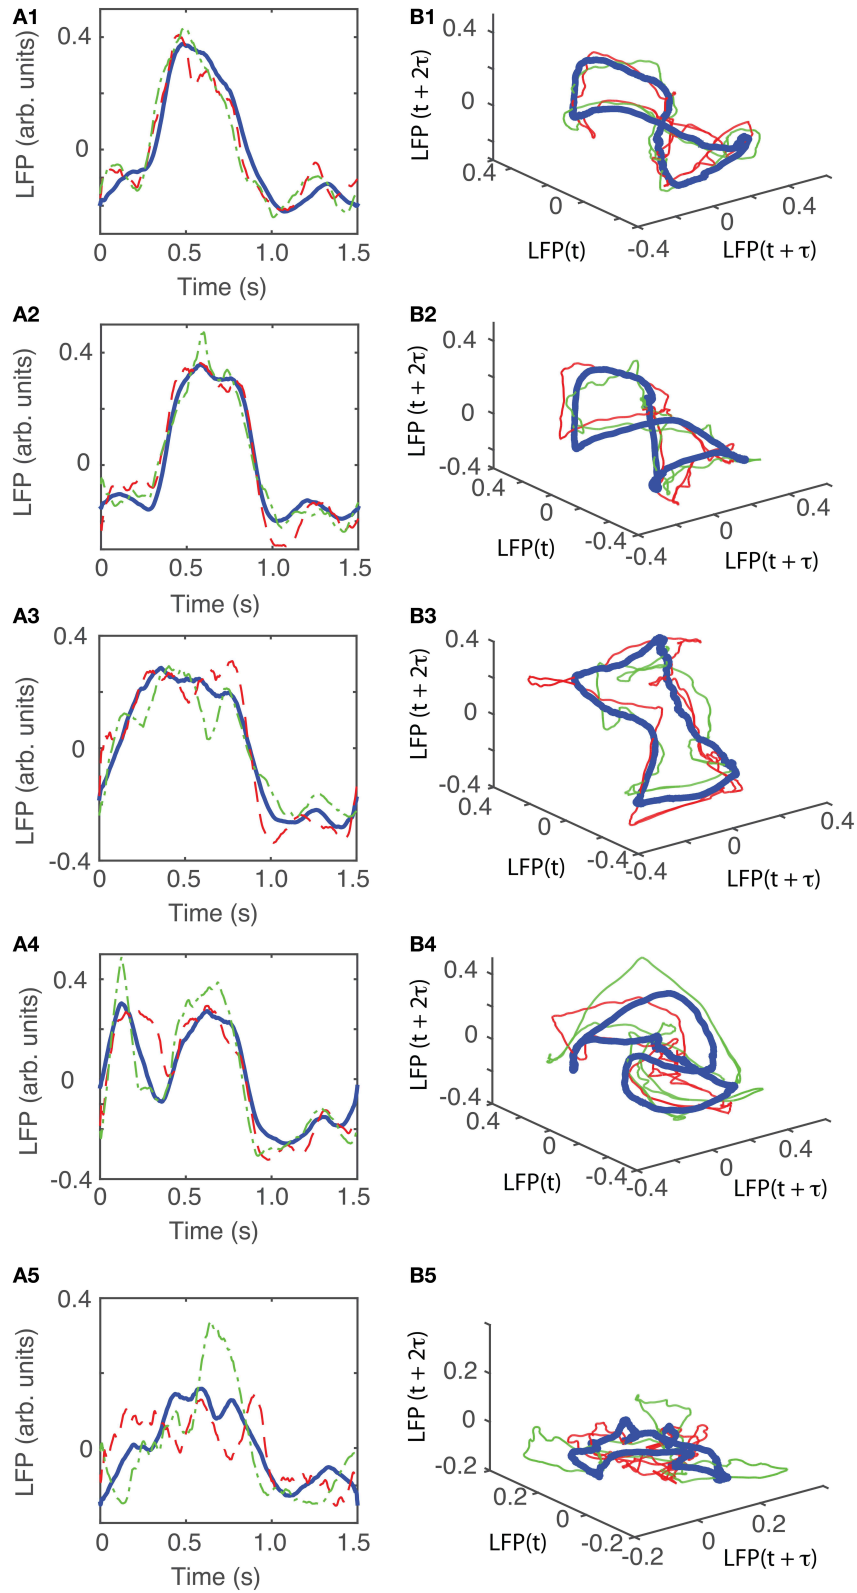 A1
LFP (arb. units)
0.4
0
0 0.5 1.0 1.5
Time (s)
B1
LFP (t + 2τ)
0.4
0
0.4
0
-0.4
0
0.4
LFP(t)
LFP(t + τ)
A2
LFP (arb. units)
0.4
0
0 0.5 1.0 1.5
Time (s)
B2
LFP (t + 2τ)
0.4
0
-0.4
0.4
0
-0.4
-0.4
0
0.4
LFP(t)
LFP(t + τ)
A3
LFP (arb. units)
0.4
0
-0.4
0 0.5 1.0 1.5
Time (s)
B3
LFP (t + 2τ)
0.4
0
-0.4
0.4
0
-0.4
-0.4
0
0.4
LFP(t)
LFP(t + τ)
A4
LFP (arb. units)
0.4
0
-0.4
0 0.5 1.0 1.5
Time (s)
B4
LFP (t + 2τ)
0.4
0
-0.4
0.4
0
-0.4
-0.4
0
0.4
LFP(t)
LFP(t + τ)
A5
LFP (arb. units)
0.4
0
0 0.5 1.0 1.5
Time (s)
B5
LFP (t + 2τ)
0.2
0
-0.2
0.2
0
-0.2
-0.2
0
0.2
LFP(t)
LFP(t + τ)